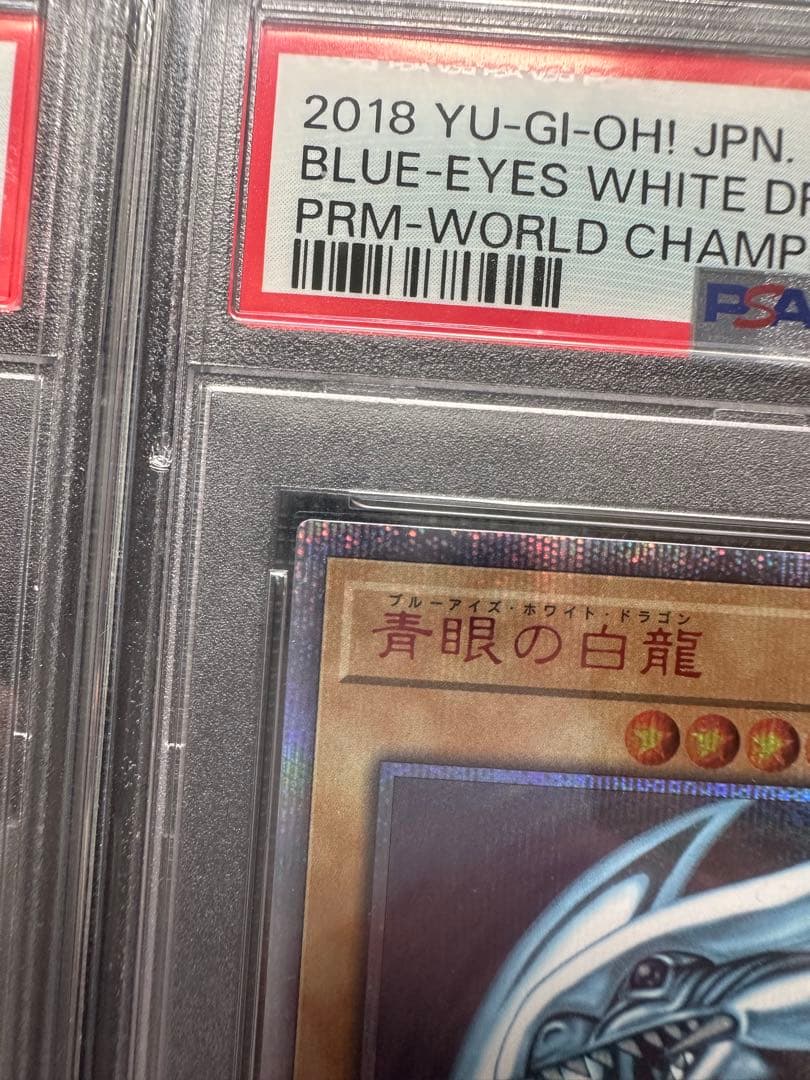 2018 YU-GI-OH! JPN.
BLUE-EYES WHITE DR
PRM-WORLD CHAMP
PSA
ブルーアイズ・ホワイト・ドラゴン
青眼の白龍